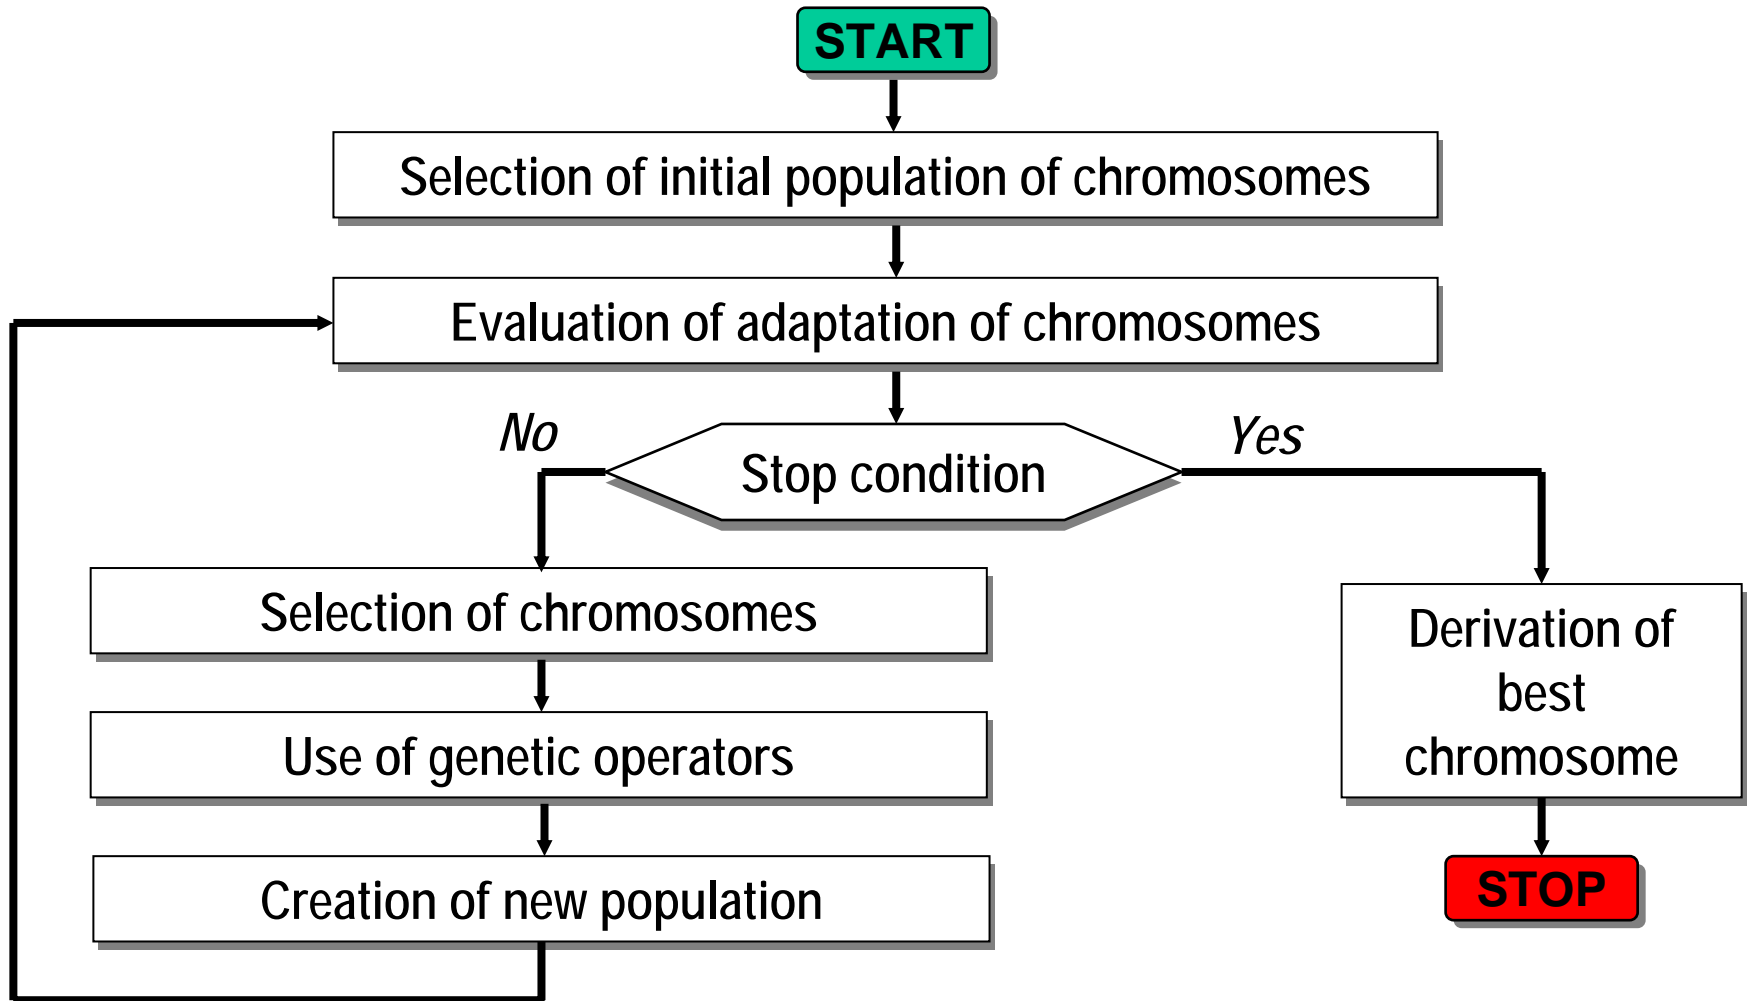 START
Selection of initial population of chromosomes
Evaluation of adaptation of chromosomes
No
Yes
Stop condition
Selection of chromosomes
Use of genetic operators
Creation of new population
Derivation of
best
chromosome
STOP